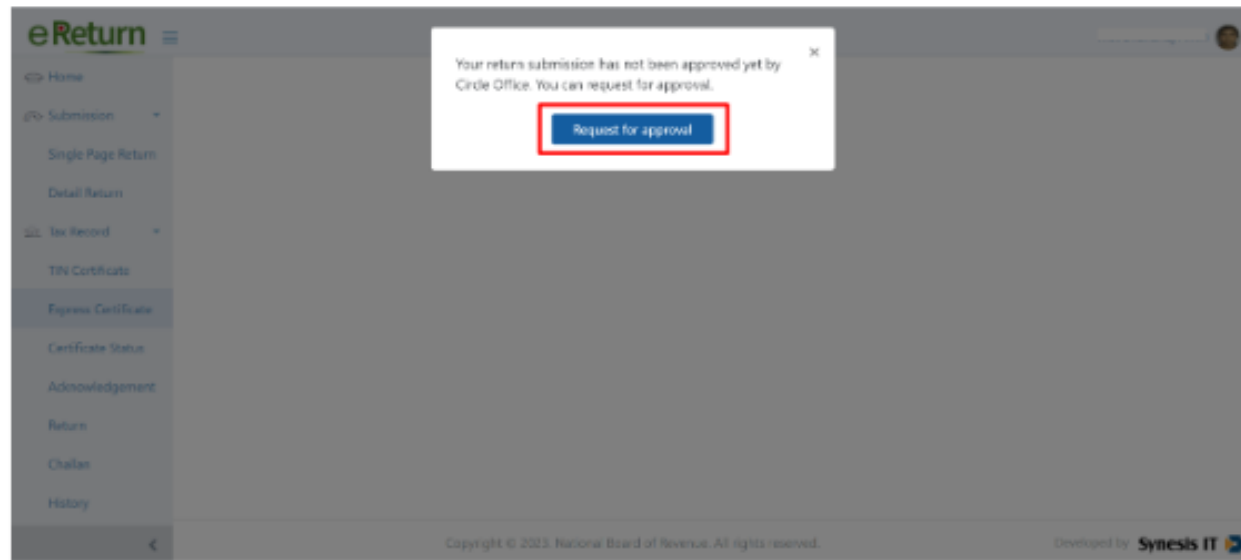 eReturn
Your return submission has not been approved yet by
Circle Office. You can request for approval.
Request for approval
Home
Submission
Single Page Return
Detail Return
Tax Record
TIN Certificate
Express Certificate
Certificate Status
Acknowledgement
Return
Challan
History
Copyright © 2023, National Board of Revenue. All rights reserved.
Developed by Synesis IT